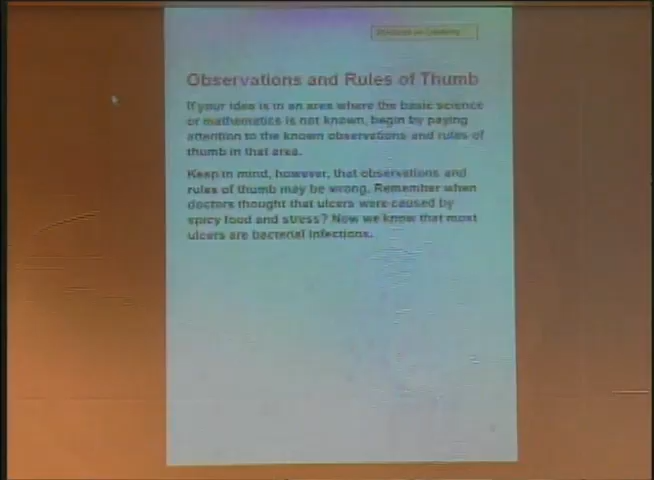 Observations and Rules of Thumb
If your idea is in an area where the basic science
or mathematics is not known, begin by paying
attention to the known observations and rules of
thumb in that area.
Keep in mind, however, that observations and
rules of thumb may be wrong. Remember when
doctors thought that ulcers were caused by
spicy food and stress? Now we know that most
ulcers are bacterial infections.